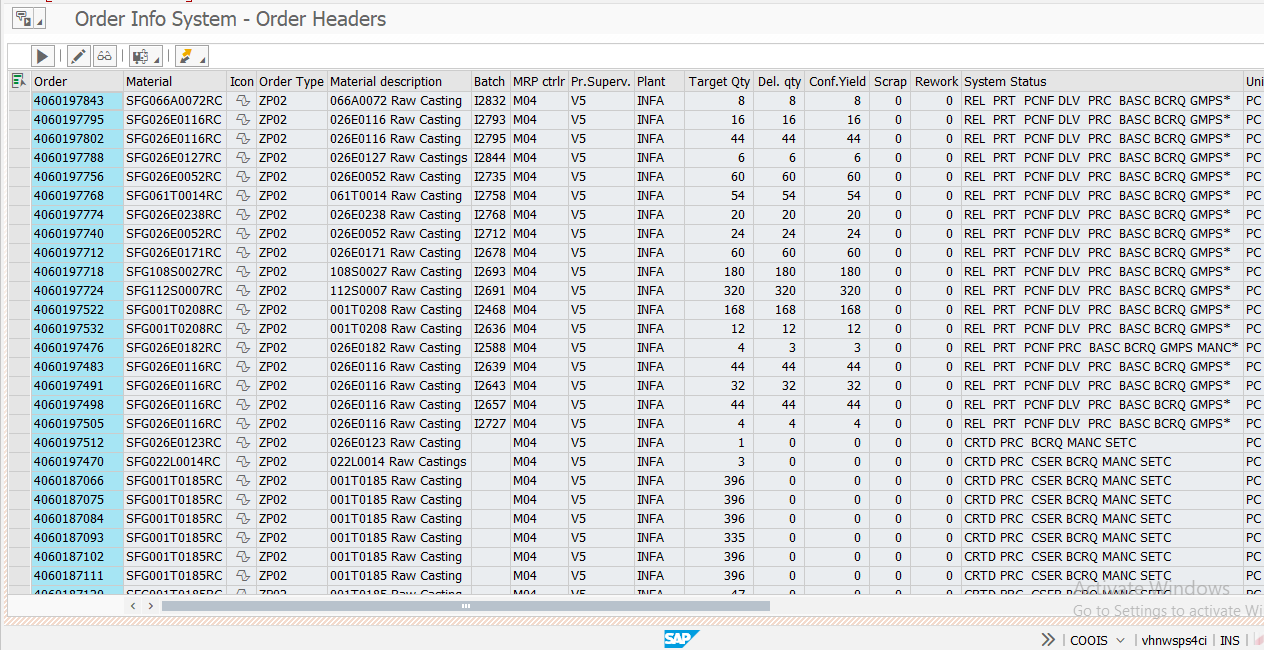 Order Info System - Order Headers
Order Material Icon Order Type Material description Batch MRP ctrlr Pr.Superv. Plant Target Qty Del. qty Conf.Yield Scrap Rework System Status Uni
4060197843 SFG066A0072RC ZP02 066A0072 Raw Casting I2832 M04 V5 INFA 8 8 8 0 0 REL PRT PCNF DLV PRC BASC BCRQ GMPS* PC
4060197795 SFG026E0116RC ZP02 026E0116 Raw Casting I2793 M04 V5 INFA 16 16 16 0 0 REL PRT PCNF DLV PRC BASC BCRQ GMPS* PC
4060197802 SFG026E0116RC ZP02 026E0116 Raw Casting I2795 M04 V5 INFA 44 44 44 0 0 REL PRT PCNF DLV PRC BASC BCRQ GMPS* PC
4060197788 SFG026E0127RC ZP02 026E0127 Raw Castings I2844 M04 V5 INFA 6 6 6 0 0 REL PRT PCNF DLV PRC BASC BCRQ GMPS* PC
4060197756 SFG026E0052RC ZP02 026E0052 Raw Casting I2735 M04 V5 INFA 60 60 60 0 0 REL PRT PCNF DLV PRC BASC BCRQ GMPS* PC
4060197768 SFG061T0014RC ZP02 061T0014 Raw Casting I2758 M04 V5 INFA 54 54 54 0 0 REL PRT PCNF DLV PRC BASC BCRQ GMPS* PC
4060197774 SFG026E0238RC ZP02 026E0238 Raw Casting I2768 M04 V5 INFA 20 20 20 0 0 REL PRT PCNF DLV PRC BASC BCRQ GMPS* PC
4060197740 SFG026E0052RC ZP02 026E0052 Raw Casting I2712 M04 V5 INFA 24 24 24 0 0 REL PRT PCNF DLV PRC BASC BCRQ GMPS* PC
4060197712 SFG026E0171RC ZP02 026E0171 Raw Casting I2678 M04 V5 INFA 60 60 60 0 0 REL PRT PCNF DLV PRC BASC BCRQ GMPS* PC
4060197718 SFG108S0027RC ZP02 108S0027 Raw Casting I2693 M04 V5 INFA 180 180 180 0 0 REL PRT PCNF DLV PRC BASC BCRQ GMPS* PC
4060197724 SFG112S0007RC ZP02 112S0007 Raw Casting I2691 M04 V5 INFA 320 320 320 0 0 REL PRT PCNF DLV PRC BASC BCRQ GMPS* PC
4060197522 SFG001T0208RC ZP02 001T0208 Raw Casting I2468 M04 V5 INFA 168 168 168 0 0 REL PRT PCNF DLV PRC BASC BCRQ GMPS* PC
4060197532 SFG001T0208RC ZP02 001T0208 Raw Casting I2636 M04 V5 INFA 12 12 12 0 0 REL PRT PCNF DLV PRC BASC BCRQ GMPS* PC
4060197476 SFG026E0182RC ZP02 026E0182 Raw Casting I2588 M04 V5 INFA 4 3 3 0 0 REL PRT PCNF PRC BASC BCRQ GMPS MANC* PC
4060197483 SFG026E0116RC ZP02 026E0116 Raw Casting I2639 M04 V5 INFA 44 44 44 0 0 REL PRT PCNF DLV PRC BASC BCRQ GMPS* PC
4060197491 SFG026E0116RC ZP02 026E0116 Raw Casting I2643 M04 V5 INFA 32 32 32 0 0 REL PRT PCNF DLV PRC BASC BCRQ GMPS* PC
4060197498 SFG026E0116RC ZP02 026E0116 Raw Casting I2657 M04 V5 INFA 44 44 44 0 0 REL PRT PCNF DLV PRC BASC BCRQ GMPS* PC
4060197505 SFG026E0116RC ZP02 026E0116 Raw Casting I2727 M04 V5 INFA 4 4 4 0 0 REL PRT PCNF DLV PRC BASC BCRQ GMPS* PC
4060197512 SFG026E0123RC ZP02 026E0123 Raw Casting M04 V5 INFA 1 0 0 0 0 CRTD PRC BCRQ MANC SETC PC
4060197470 SFG022L0014RC ZP02 022L0014 Raw Castings M04 V5 INFA 3 0 0 0 0 CRTD PRC CSER BCRQ MANC SETC PC
4060187066 SFG001T0185RC ZP02 001T0185 Raw Casting M04 V5 INFA 396 0 0 0 0 CRTD PRC CSER BCRQ MANC SETC PC
4060187075 SFG001T0185RC ZP02 001T0185 Raw Casting M04 V5 INFA 396 0 0 0 0 CRTD PRC CSER BCRQ MANC SETC PC
4060187084 SFG001T0185RC ZP02 001T0185 Raw Casting M04 V5 INFA 396 0 0 0 0 CRTD PRC CSER BCRQ MANC SETC PC
4060187093 SFG001T0185RC ZP02 001T0185 Raw Casting M04 V5 INFA 335 0 0 0 0 CRTD PRC CSER BCRQ MANC SETC PC
4060187102 SFG001T0185RC ZP02 001T0185 Raw Casting M04 V5 INFA 396 0 0 0 0 CRTD PRC CSER BCRQ MANC SETC PC
4060187111 SFG001T0185RC ZP02 001T0185 Raw Casting M04 V5 INFA 396 0 0 0 0 CRTD PRC CSER BCRQ MANC SETC PC
Activate Windows
Go to Settings to activate Wi
SAP COOIS vhnwsps4ci INS